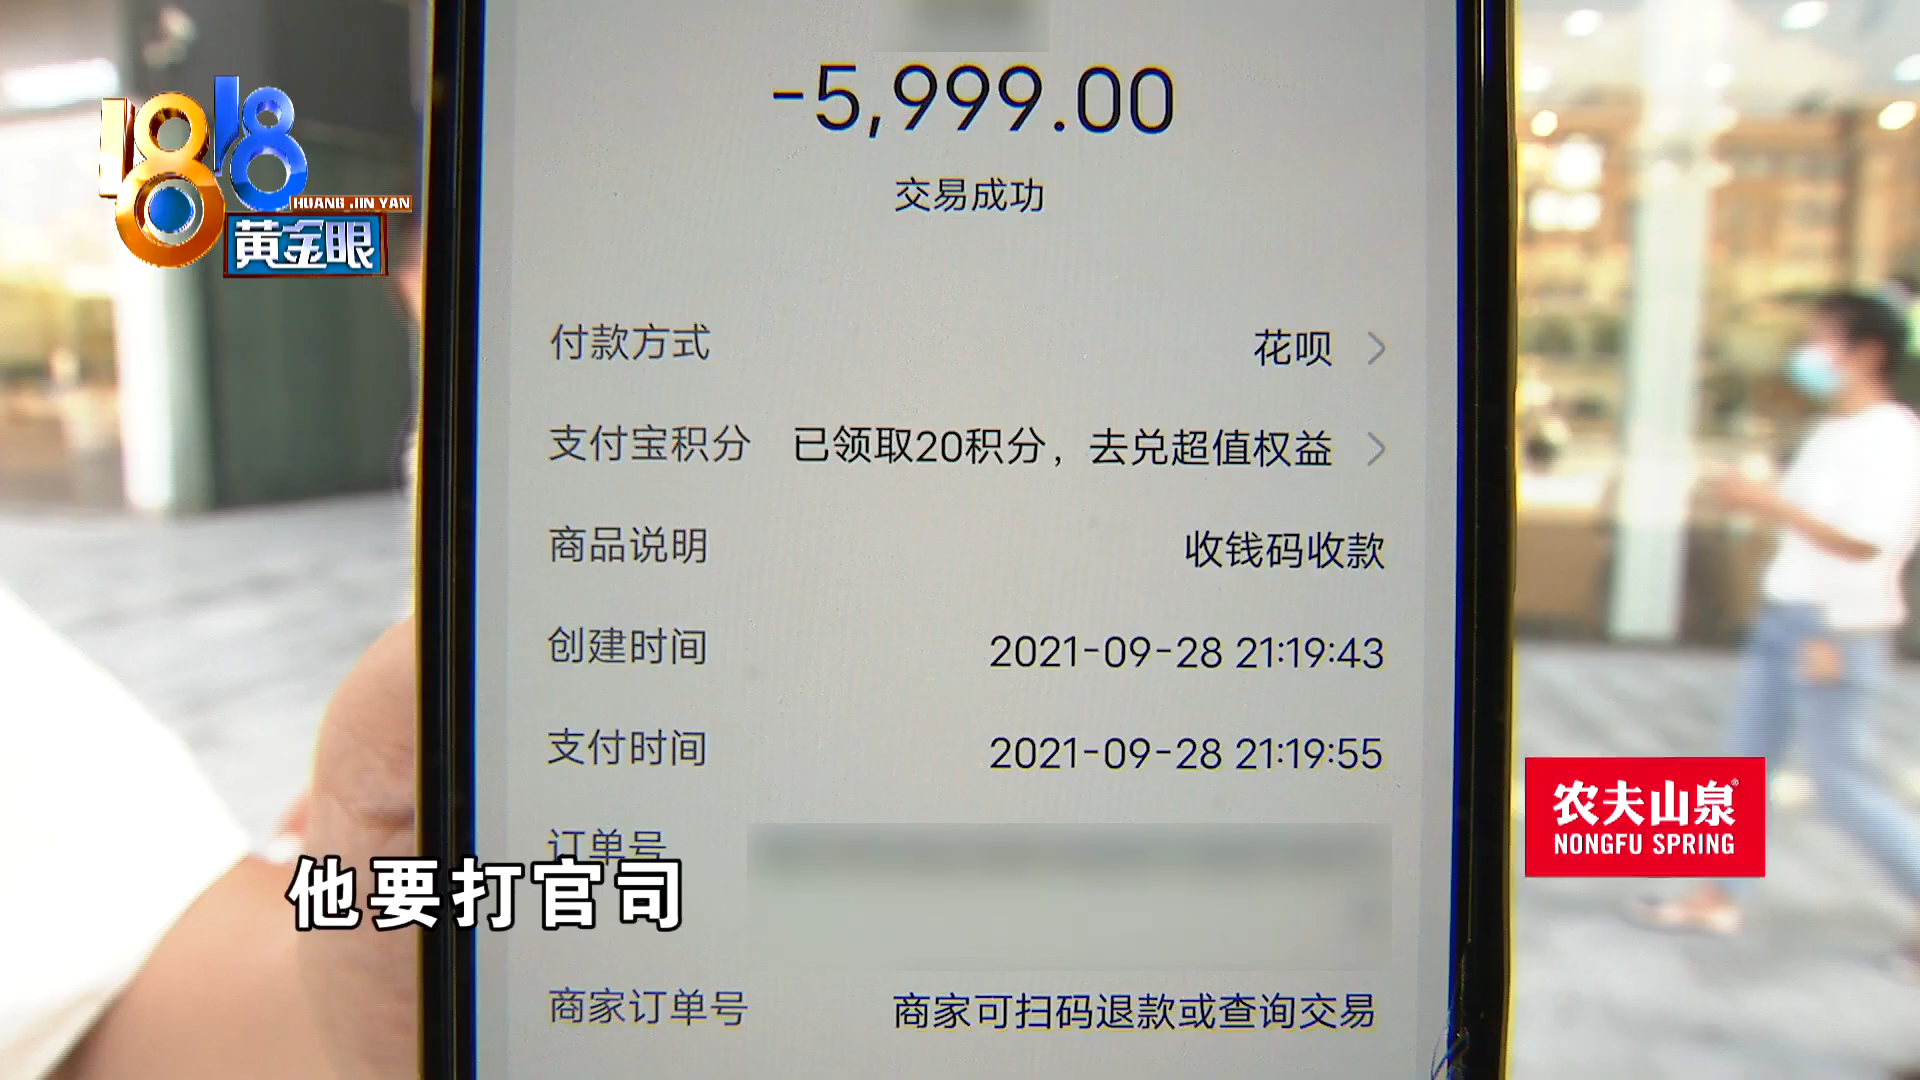 1818
HUANG JIN YAN
黄金眼
-5,999.00
交易成功
付款方式 花呗
支付宝积分 已领取20积分，去兑超值权益
商品说明 收钱码收款
创建时间 2021-09-28 21:19:43
支付时间 2021-09-28 21:19:55
订单号
商家订单号 商家可扫码退款或查询交易
他要打官司
农夫山泉®
NONGFU SPRING